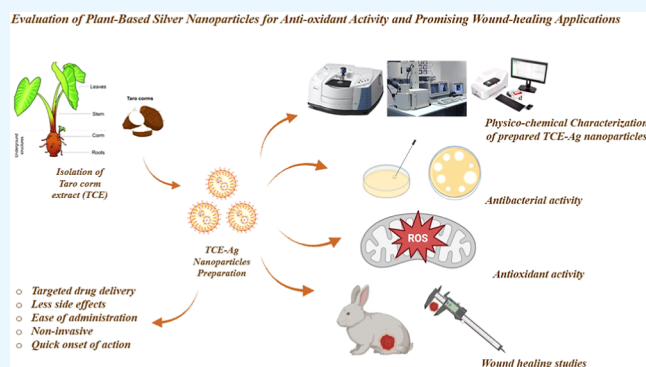 Evaluation of Plant-Based Silver Nanoparticles for Anti-oxidant Activity and Promising Wound-healing Applications
Leaves
Stem
Corm
Roots
Underground
structures
Taro corms
Isolation of
Taro corm
extract (TCE)
TCE-Ag
Nanoparticles
Preparation
Physico-chemical Characterization
of prepared TCE-Ag nanoparticles
Antibacterial activity
ROS
Antioxidant activity
Wound healing studies
o Targeted drug delivery
o Less side effects
o Ease of administration
o Non-invasive
o Quick onset of action